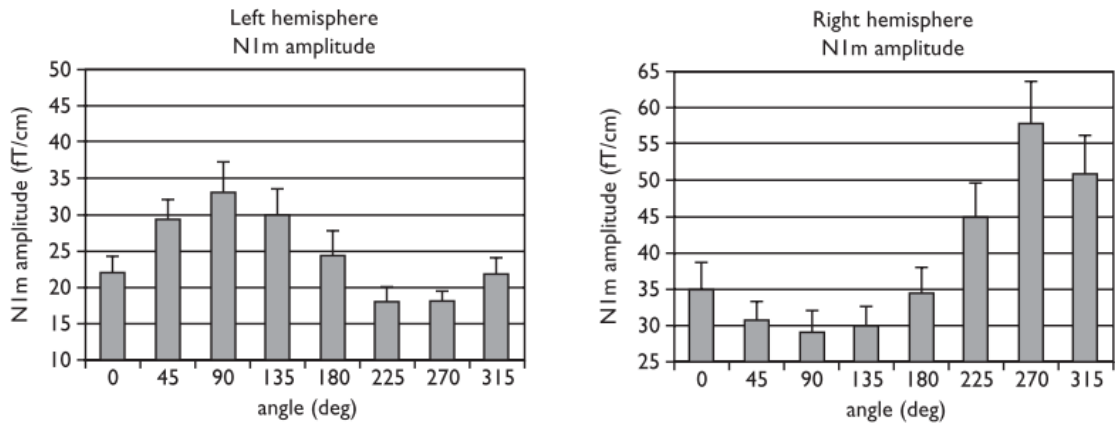 Left hemisphere
N1m amplitude
50
45
40
35
30
25
20
15
10
N1m amplitude (fT/cm)
0 45 90 135 180 225 270 315
angle (deg)
Right hemisphere
N1m amplitude
65
60
55
50
45
40
35
30
25
N1m amplitude (fT/cm)
0 45 90 135 180 225 270 315
angle (deg)